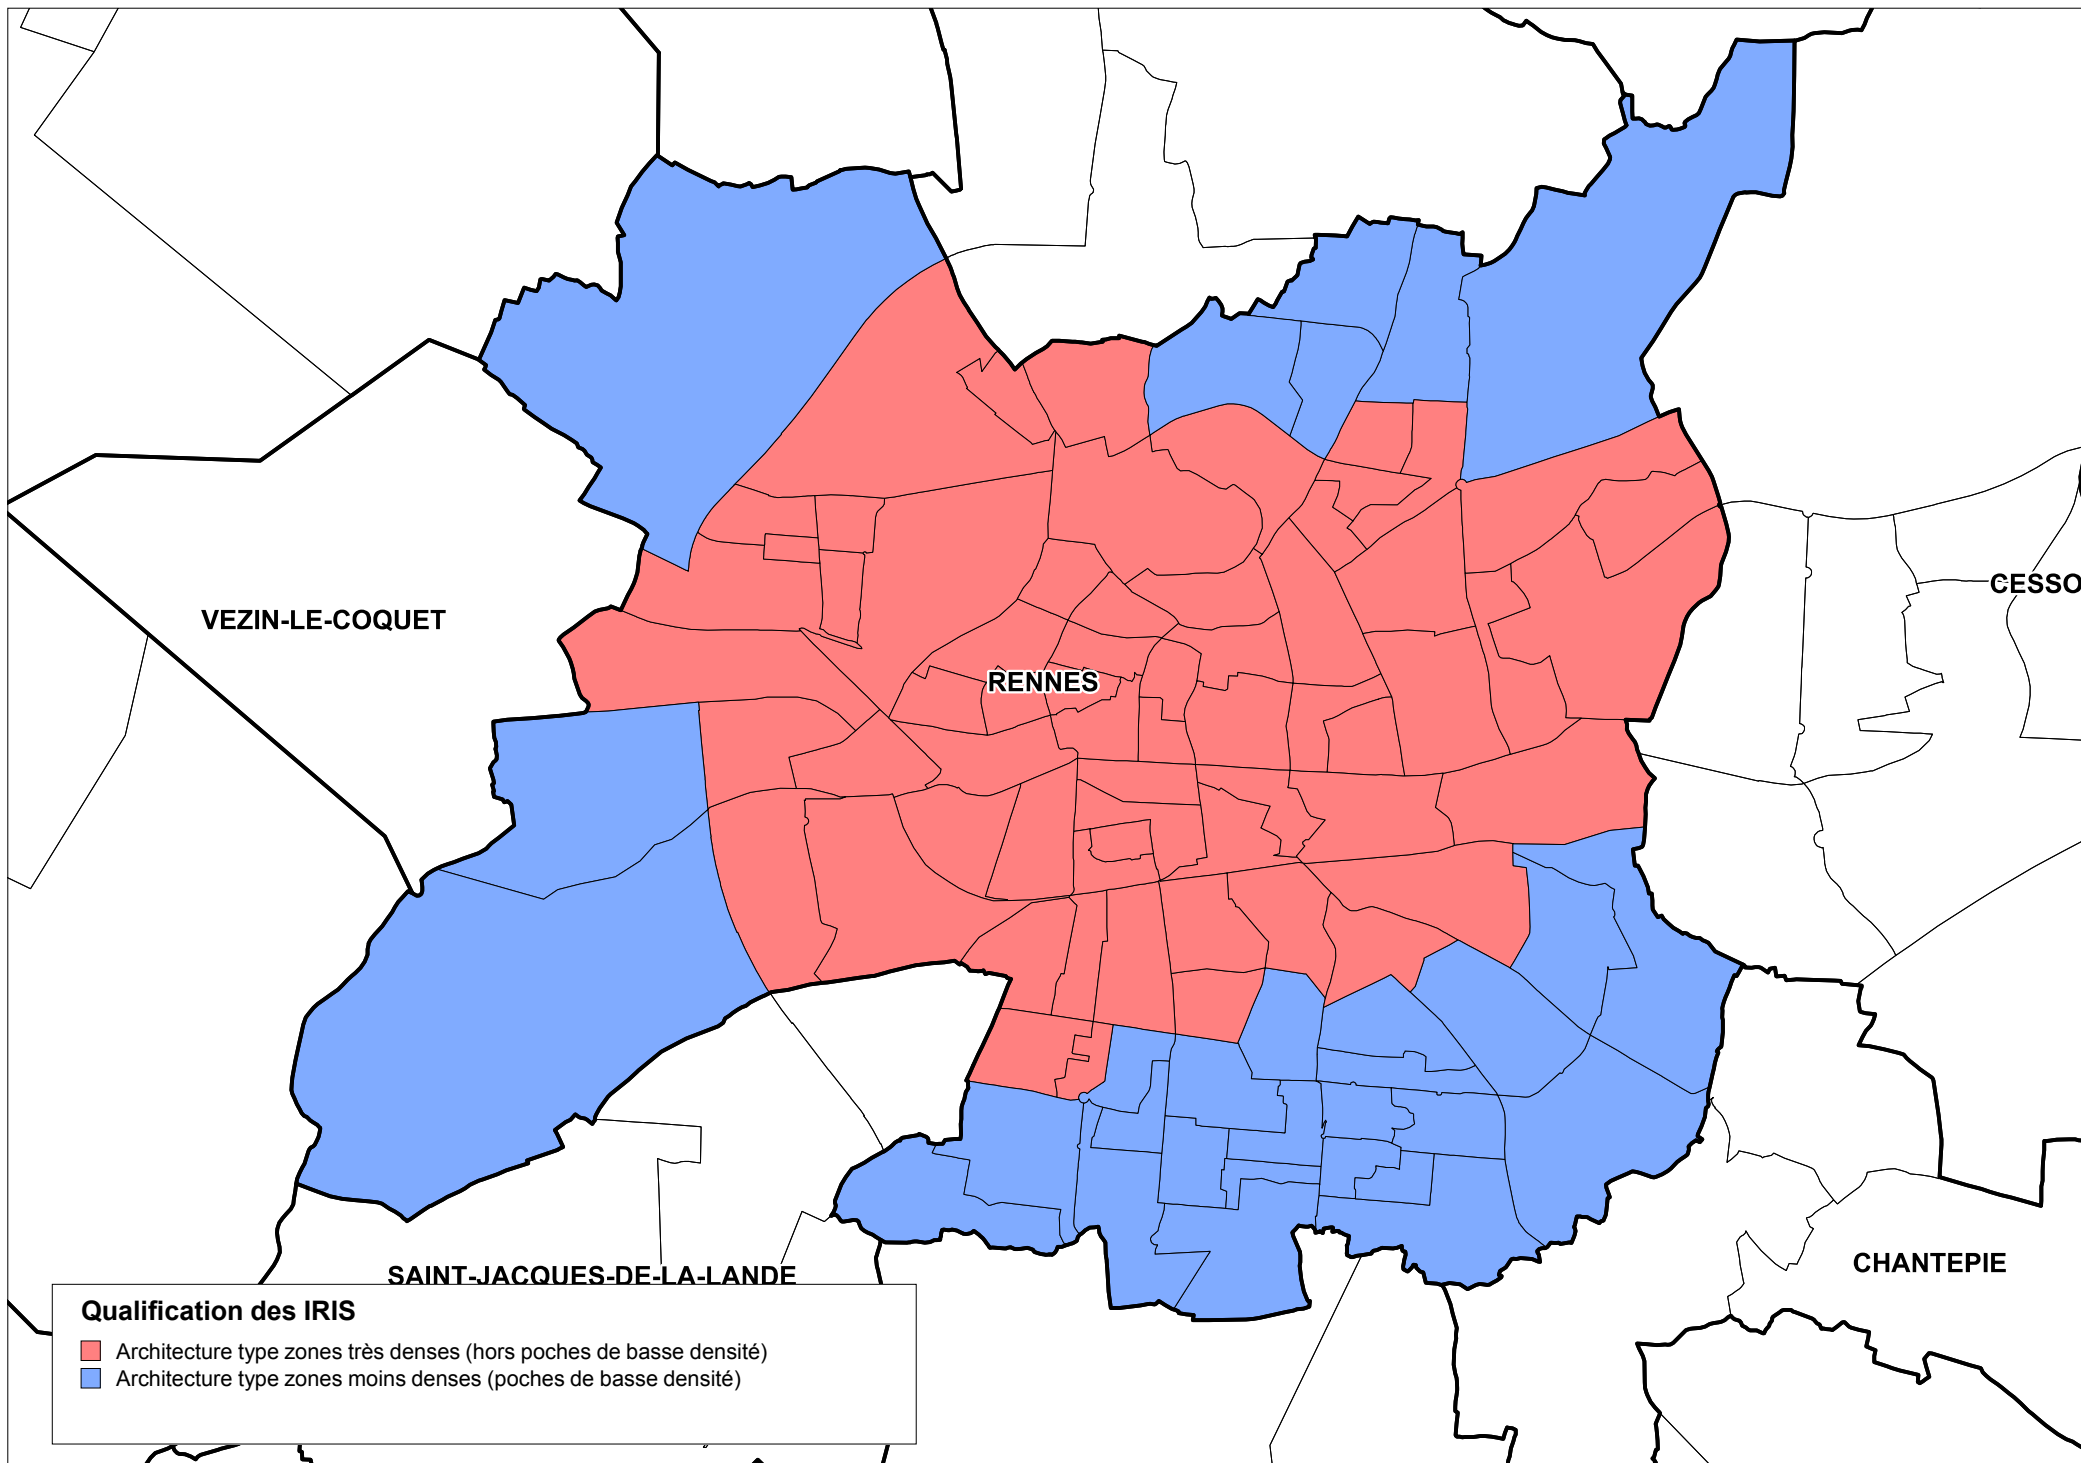 VEZIN-LE-COQUET
CESSO
RENNES
SAINT-JACQUES-DE-LA-LANDE
CHANTEPIE
Qualification des IRIS
Architecture type zones très denses (hors poches de basse densité)
Architecture type zones moins denses (poches de basse densité)